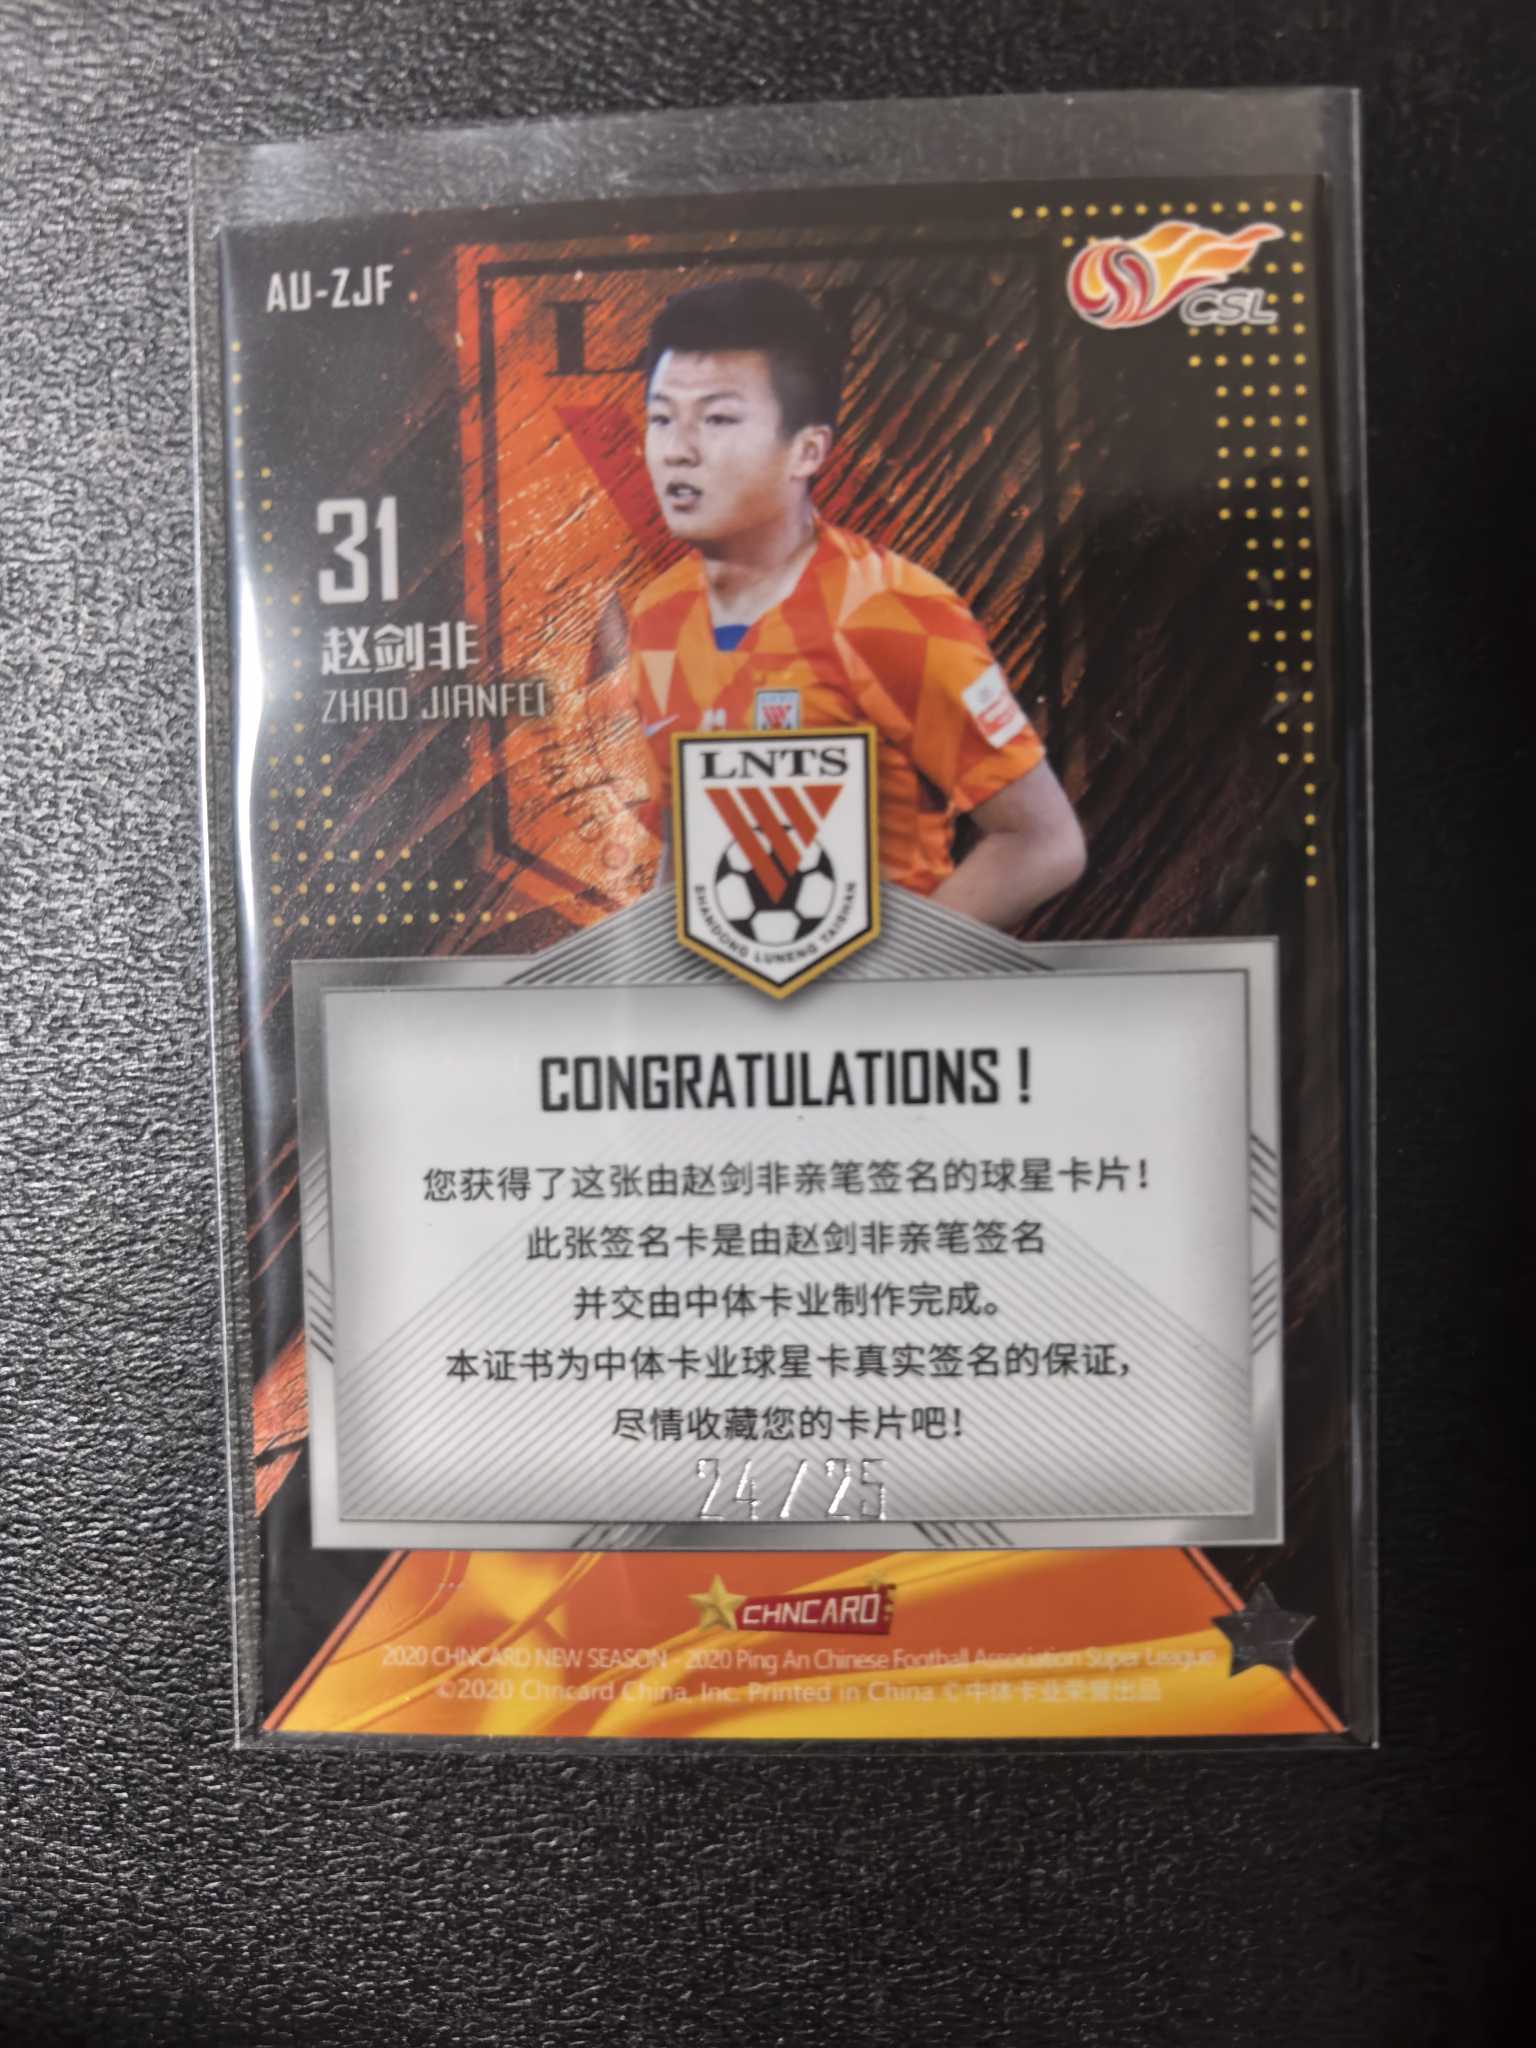 AU-ZJF
CSL
31
赵剑非
ZHAO JIANFEI
LNTS
SHANDONG LUNENG TAISHAN
CONGRATULATIONS！
您获得了这张由赵剑非亲笔签名的球星卡片！
此张签名卡是由赵剑非亲笔签名
并交由中体卡业制作完成。
本证书为中体卡业球星卡真实签名的保证，
尽情收藏您的卡片吧！
24/25
CHNCARD
2020 CHNCARD NEW SEASON - 2020 Ping An Chinese Football Association Super League
©2020 Chncard China, Inc. Printed in China © 中体卡业荣誉出品